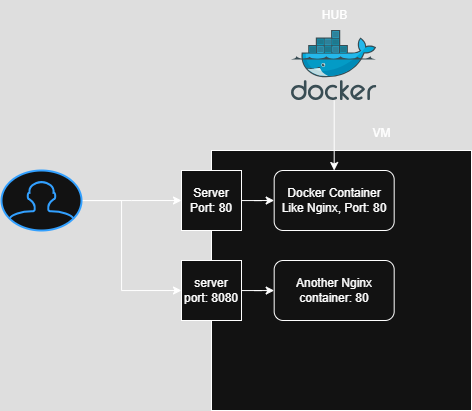 HUB
docker
VM
Server
Port: 80
Docker Container
Like Nginx, Port: 80
server
port: 8080
Another Nginx
container: 80